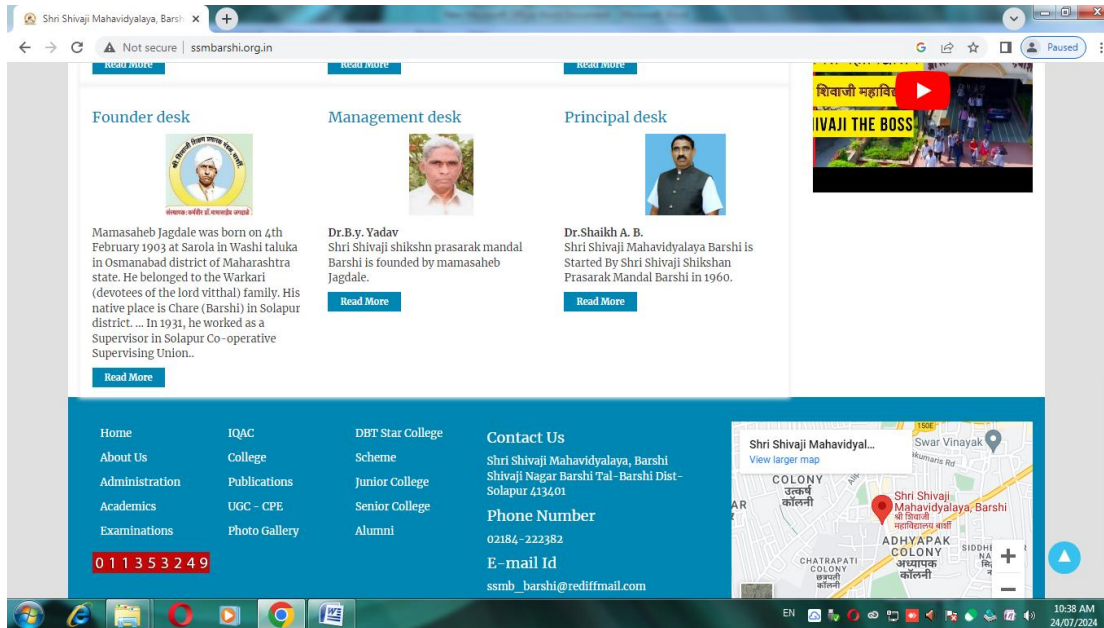 Shri Shivaji Mahavidyalaya, Barsh
Not secure | ssmbarshi.org.in
Paused
Read More
Read More
Read More
शिवाजी
IVAJI THE BOSS
Founder desk
Management desk
Principal desk
Mamasaheb Jagdale was born on 4th
February 1903 at Sarola in Washi taluka
in Osmanabad district of Maharashtra
state. He belonged to the Warkari
(devotees of the lord vitthal) family. His
native place is Chare (Barshi) in Solapur
district. ... In 1931, he worked as a
Supervisor in Solapur Co-operative
Supervising Union..
Read More
Dr.B.y. Yadav
Shri Shivaji shikshn prasarak mandal
Barshi is founded by mamasaheb
Jagdale.
Read More
Dr.Shaikh A. B.
Shri Shivaji Mahavidyalaya Barshi is
Started By Shri Shivaji Shikshan
Prasarak Mandal Barshi in 1960.
Read More
Home
About Us
Administration
Academics
Examinations
011353249
IQAC
College
Publications
UGC - CPE
Photo Gallery
DBT Star College
Scheme
Junior College
Senior College
Alumni
Contact Us
Shri Shivaji Mahavidyalaya, Barshi
Shivaji Nagar Barshi Tal-Barshi Dist-
Solapur 413401
Phone Number
02184-222382
E-mail Id
ssmb_barshi@rediffmail.com
Shri Shivaji Mahavidyal...
View larger map
150E
Swar Vinayak
COLONY
उत्कर्ष
कॉलनी
AR
Shri Shivaji
Mahavidyalaya, Barshi
श्री शिवाजी
महाविद्यालय बार्शी
ADHYAPAK
COLONY
अध्यापक
कॉलनी
CHATRAPATI
COLONY
छत्रपती
कॉलनी
EN
10:38 AM
24/07/2024